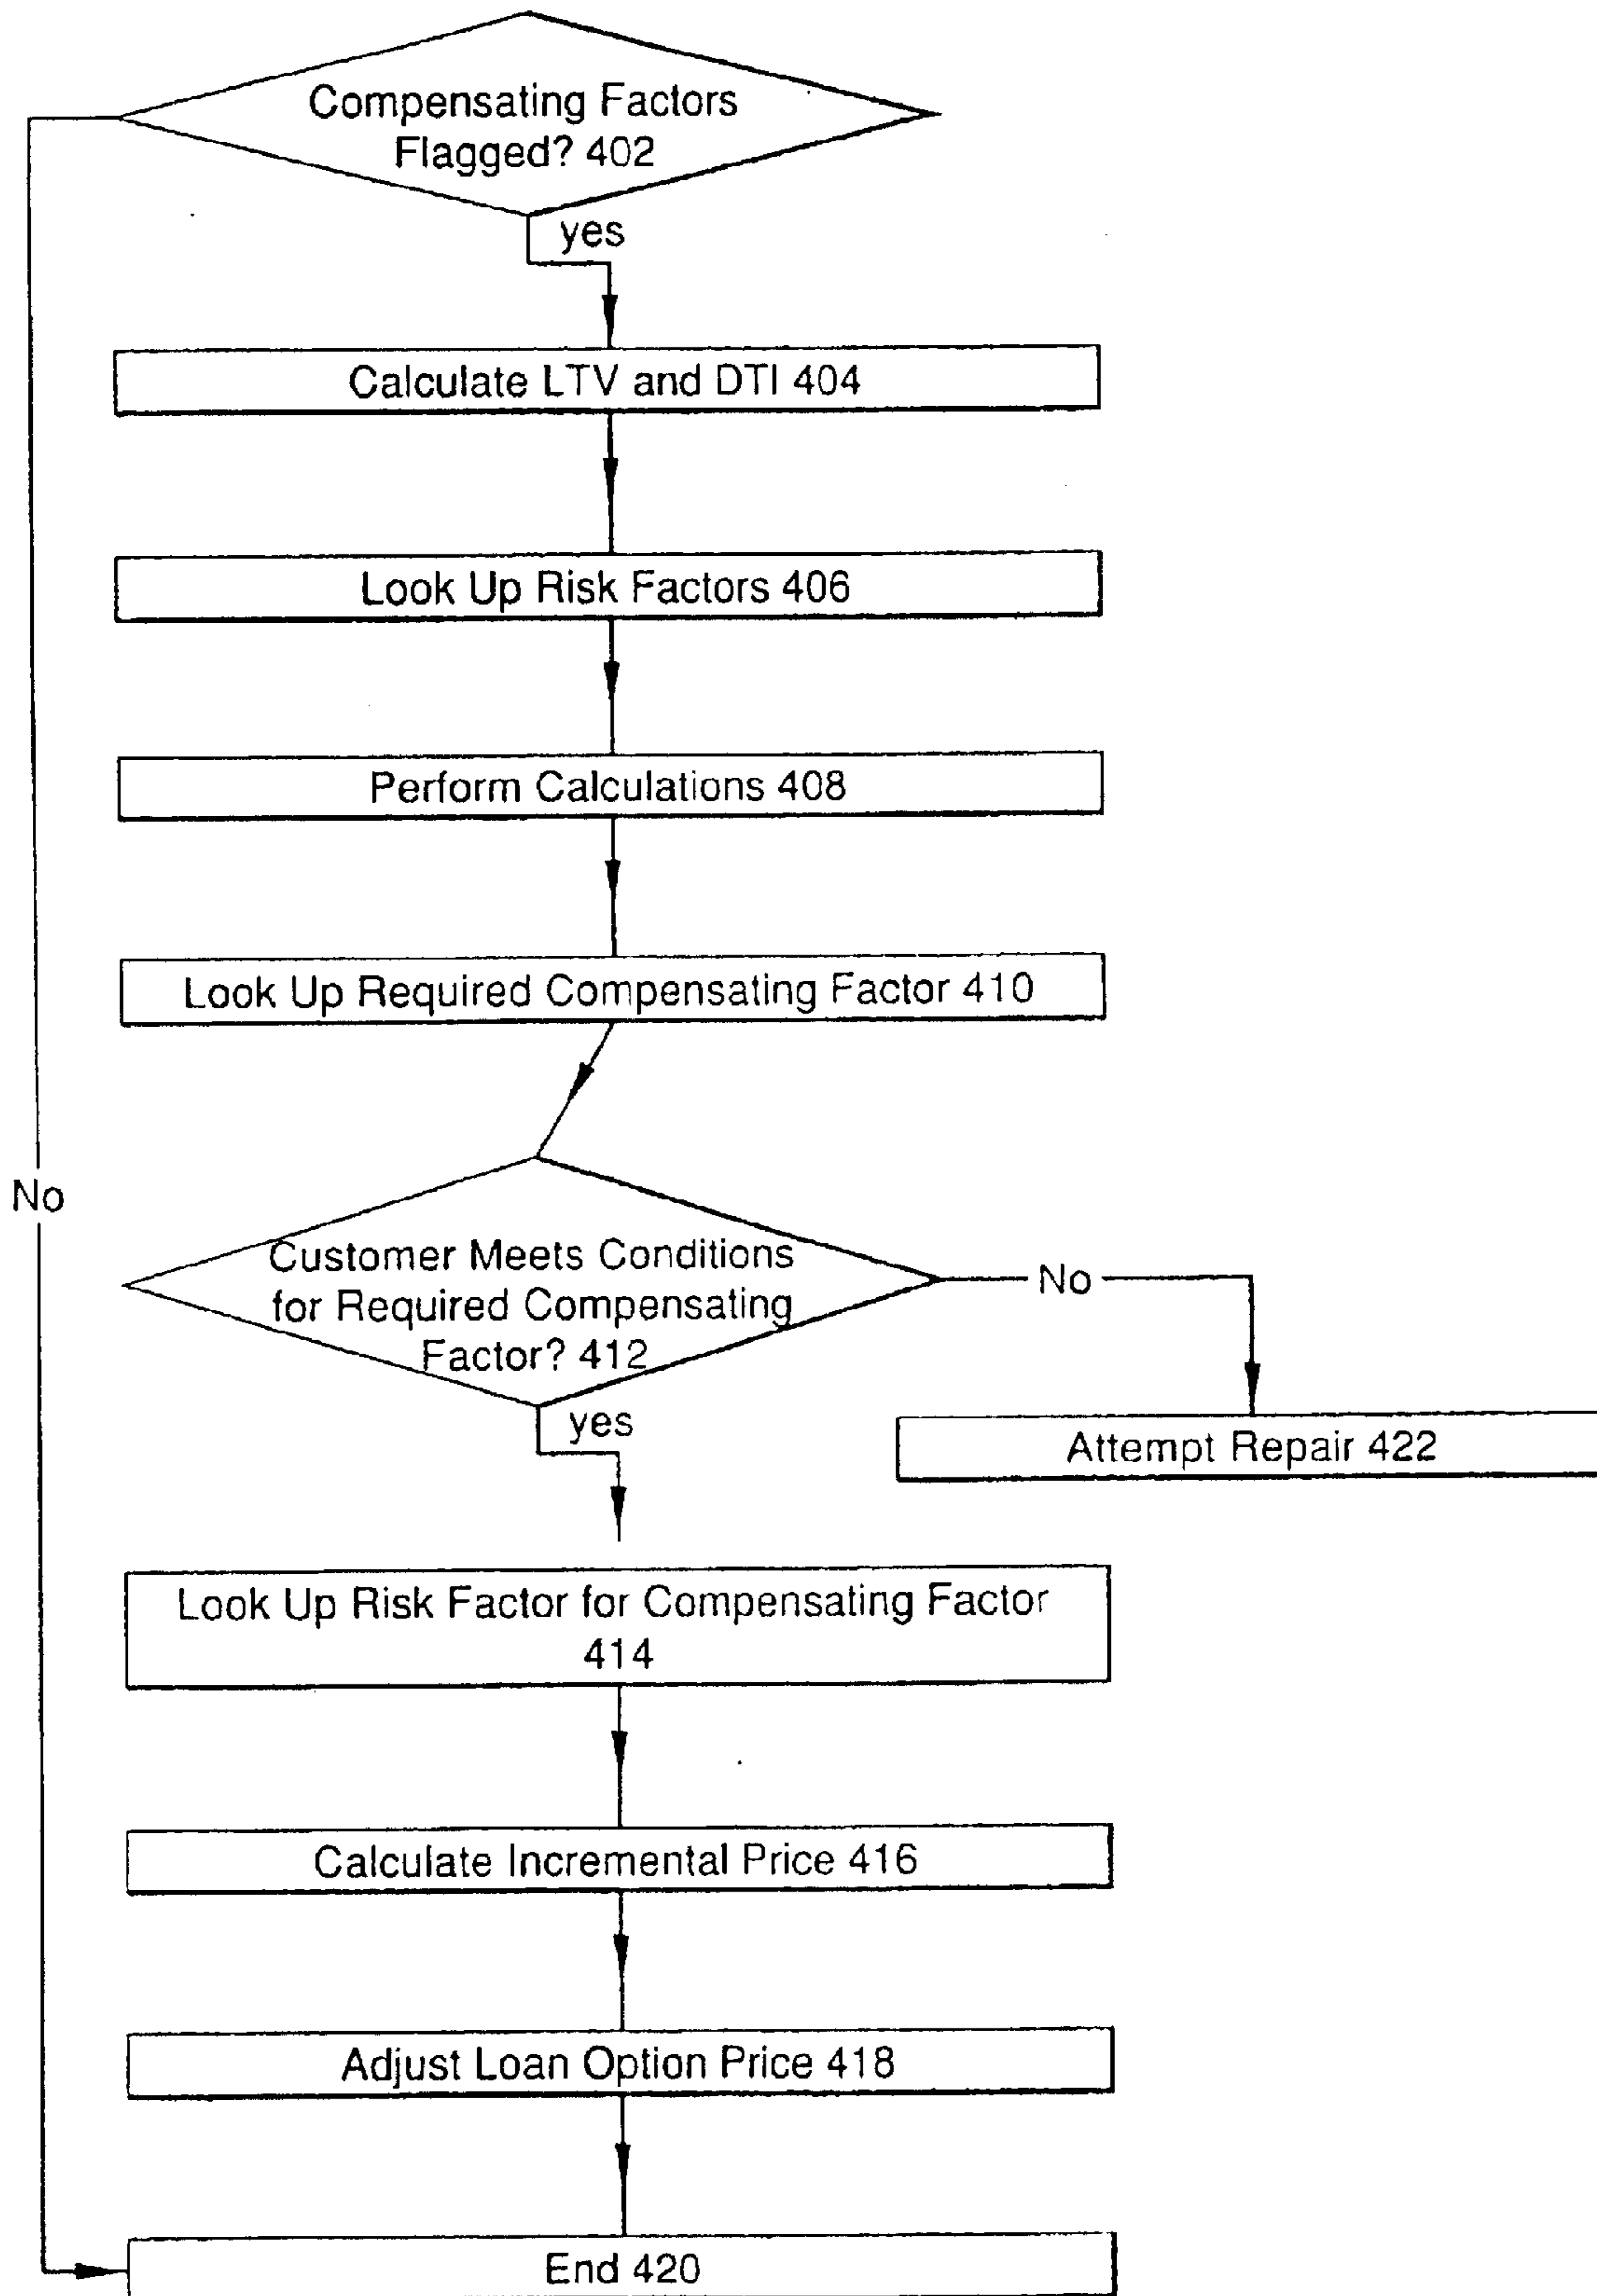 Compensating Factors
Flagged? 402
yes
Calculate LTV and DTI 404
Look Up Risk Factors 406
Perform Calculations 408
Look Up Required Compensating Factor 410
No
Customer Meets Conditions
for Required Compensating
Factor? 412
No
yes
Attempt Repair 422
Look Up Risk Factor for Compensating Factor
414
Calculate Incremental Price 416
Adjust Loan Option Price 418
End 420